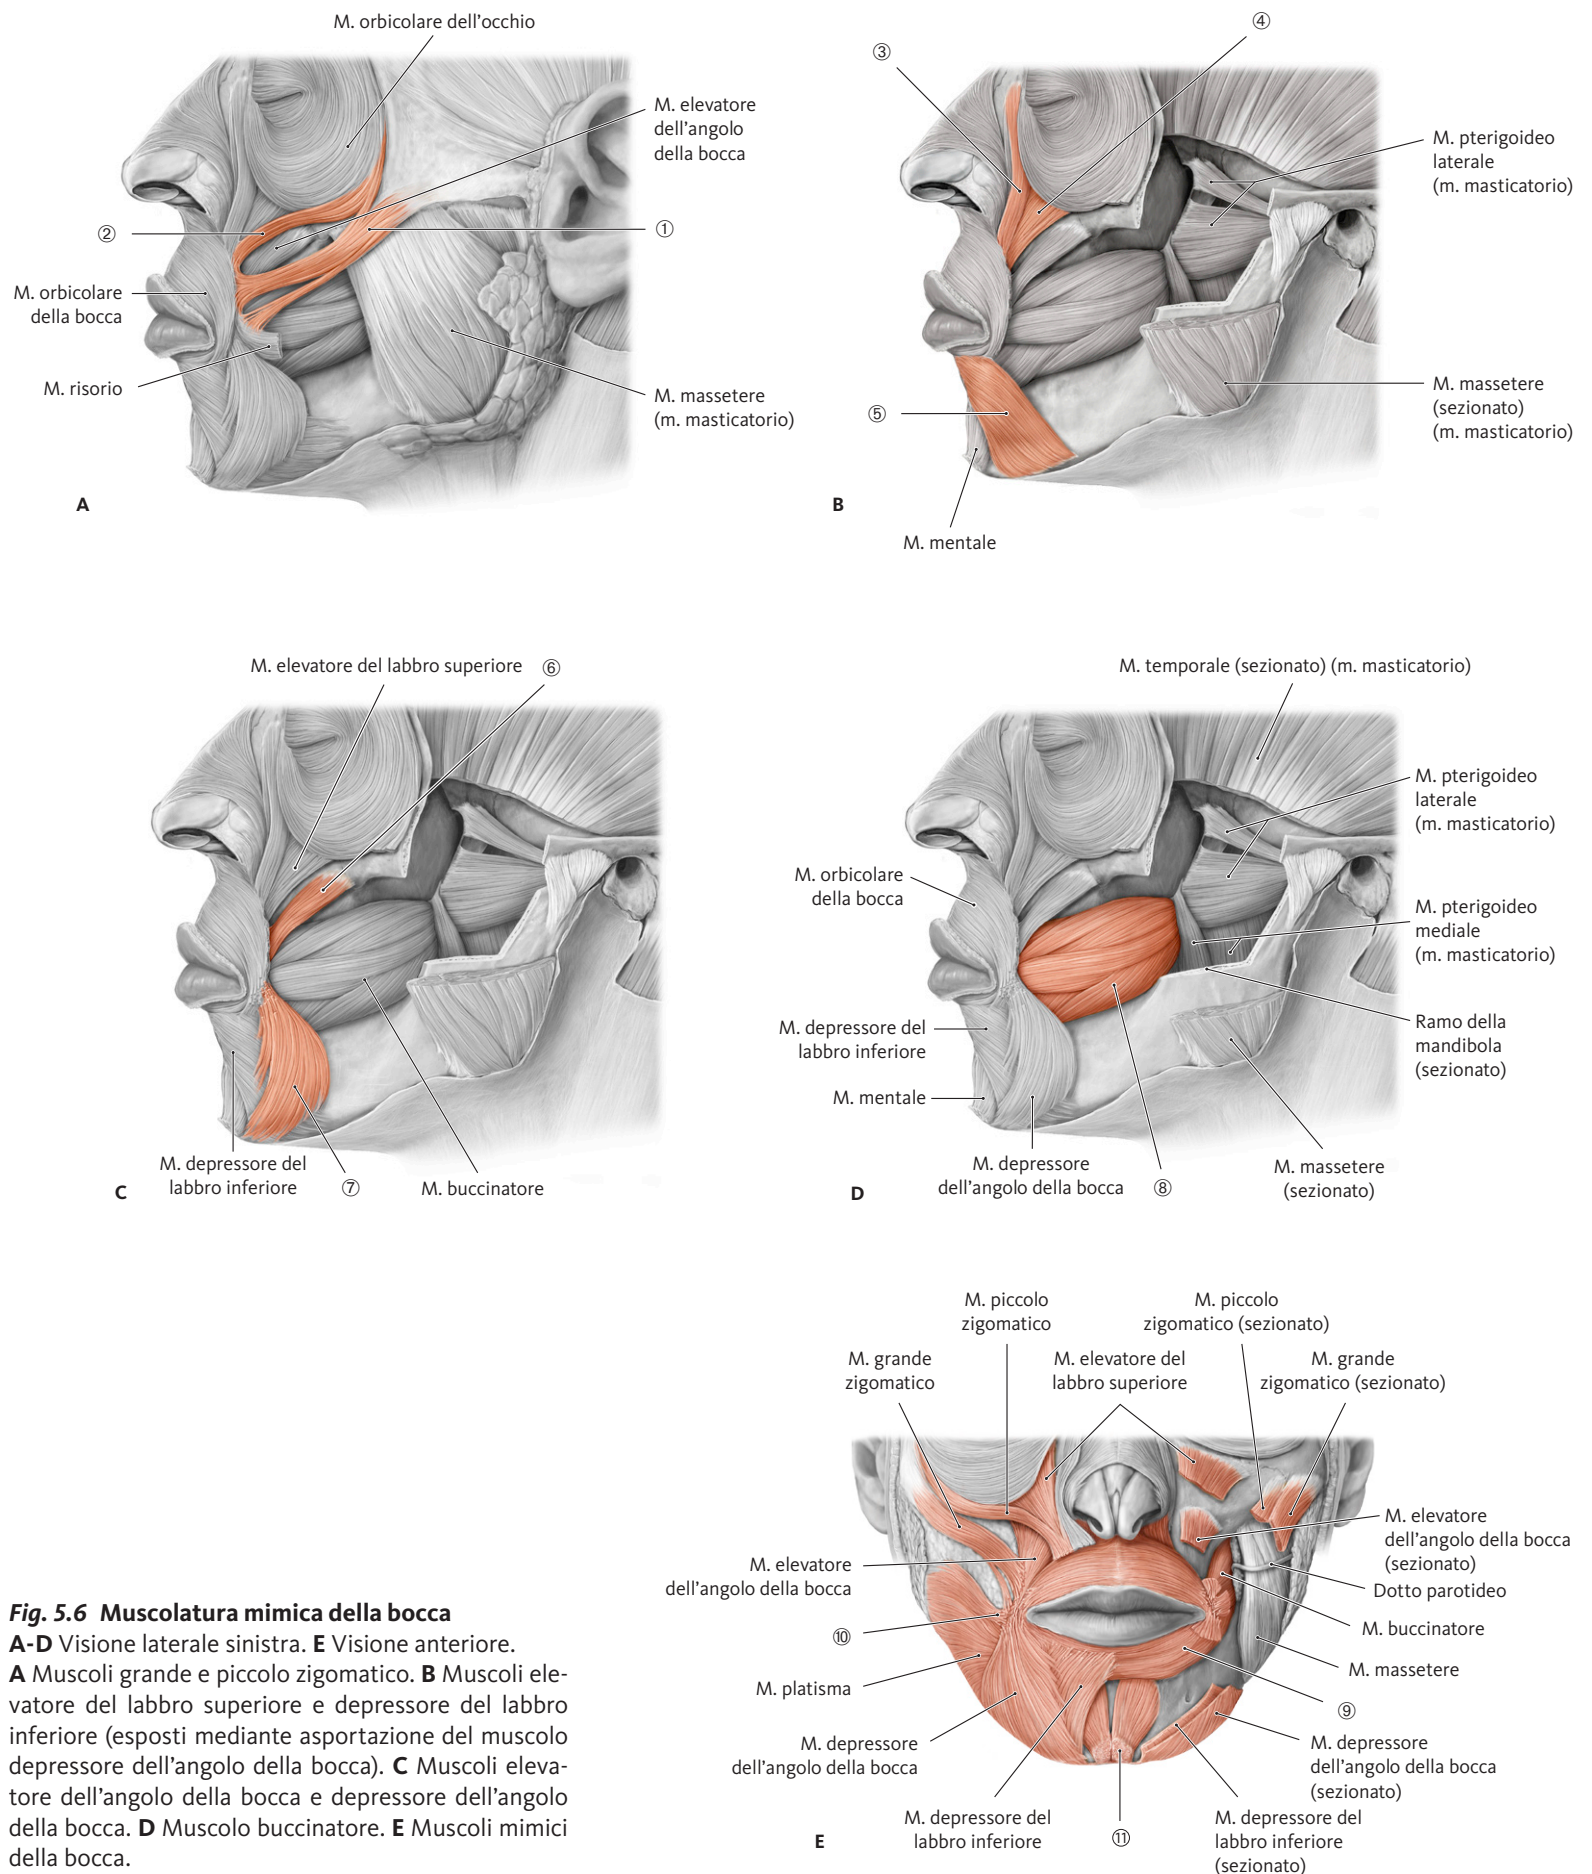 M. orbicolare dell'occhio
M. elevatore
dell'angolo
della bocca
②
①
M. orbicolare
della bocca
M. risorio
M. massetere
(m. masticatorio)
A
③
④
M. pterigoideo
laterale
(m. masticatorio)
M. massetere
(sezionato)
(m. masticatorio)
⑤
B
M. mentale
M. elevatore del labbro superiore
⑥
M. depressore del
labbro inferiore
⑦
M. buccinatore
C
M. temporale (sezionato) (m. masticatorio)
M. pterigoideo
laterale
(m. masticatorio)
M. orbicolare
della bocca
M. pterigoideo
mediale
(m. masticatorio)
M. depressore del
labbro inferiore
Ramo della
mandibola
(sezionato)
M. mentale
M. depressore
dell'angolo della bocca
⑧
M. massetere
(sezionato)
D
M. piccolo
zigomatico
M. piccolo
zigomatico (sezionato)
M. grande
zigomatico
M. elevatore del
labbro superiore
M. grande
zigomatico (sezionato)
M. elevatore
dell'angolo della bocca
(sezionato)
M. elevatore
dell'angolo della bocca
Dotto parotideo
⑩
M. buccinatore
M. platisma
M. massetere
⑨
M. depressore
dell'angolo della bocca
M. depressore
dell'angolo della bocca
(sezionato)
M. depressore del
labbro inferiore
⑪
M. depressore del
labbro inferiore
(sezionato)
E
Fig. 5.6 Muscolatura mimica della bocca
A-D Visione laterale sinistra. E Visione anteriore.
A Muscoli grande e piccolo zigomatico. B Muscoli ele-
vatore del labbro superiore e depressore del labbro
inferiore (esposti mediante asportazione del muscolo
depressore dell'angolo della bocca). C Muscoli eleva-
tore dell'angolo della bocca e depressore dell'angolo
della bocca. D Muscolo buccinatore. E Muscoli mimici
della bocca.